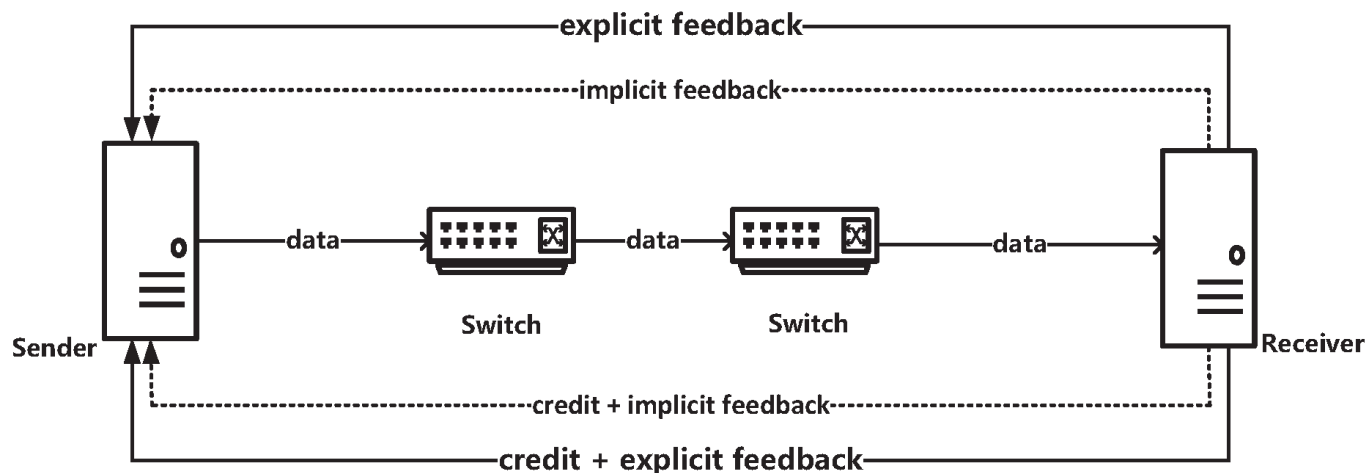 explicit feedback
implicit feedback
data
data
data
Switch
Switch
Sender
Receiver
credit + implicit feedback
credit + explicit feedback